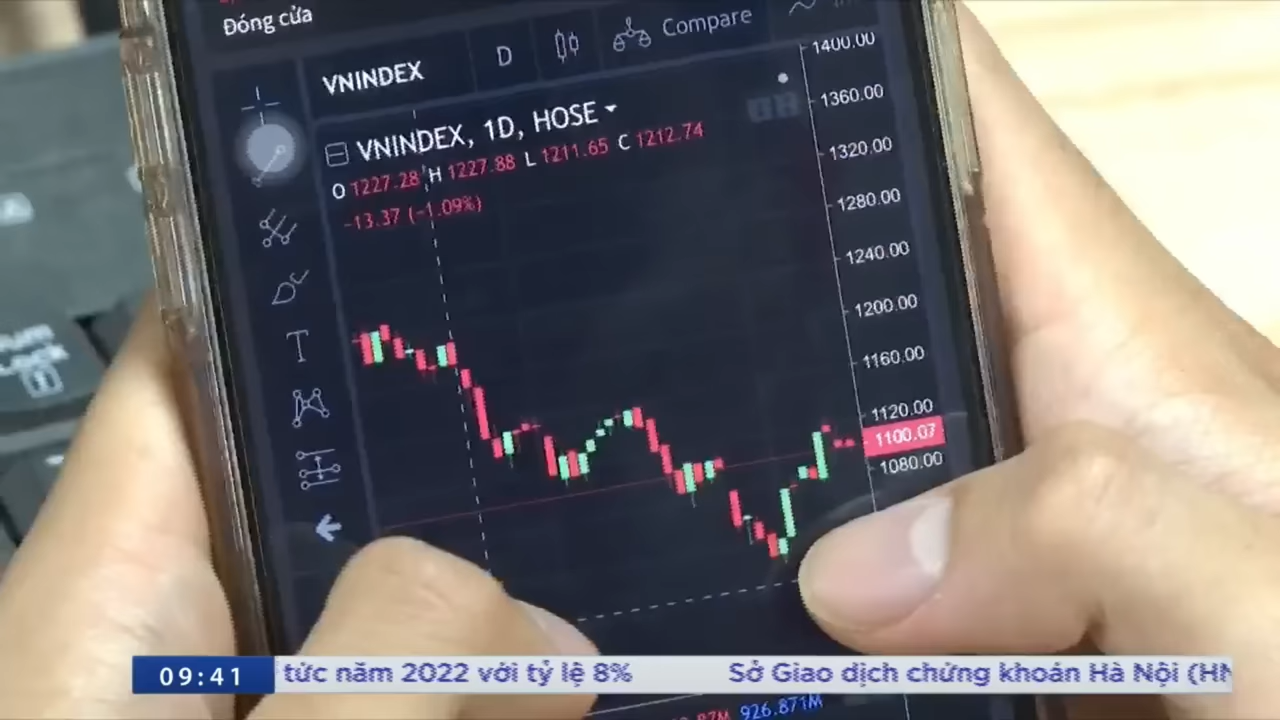 Đóng cửa
VNINDEX D Compare
VNINDEX, 1D, HOSE
O 1227.28 H 1227.88 L 1211.65 C 1212.74
-13.37 (-1.09%)
1400.00
1360.00
1320.00
1280.00
1240.00
1200.00
1160.00
1120.00
1100.07
1080.00
T
Lock
09:41 tức năm 2022 với tỷ lệ 8% Sở Giao dịch chứng khoán Hà Nội (HN
926.871M